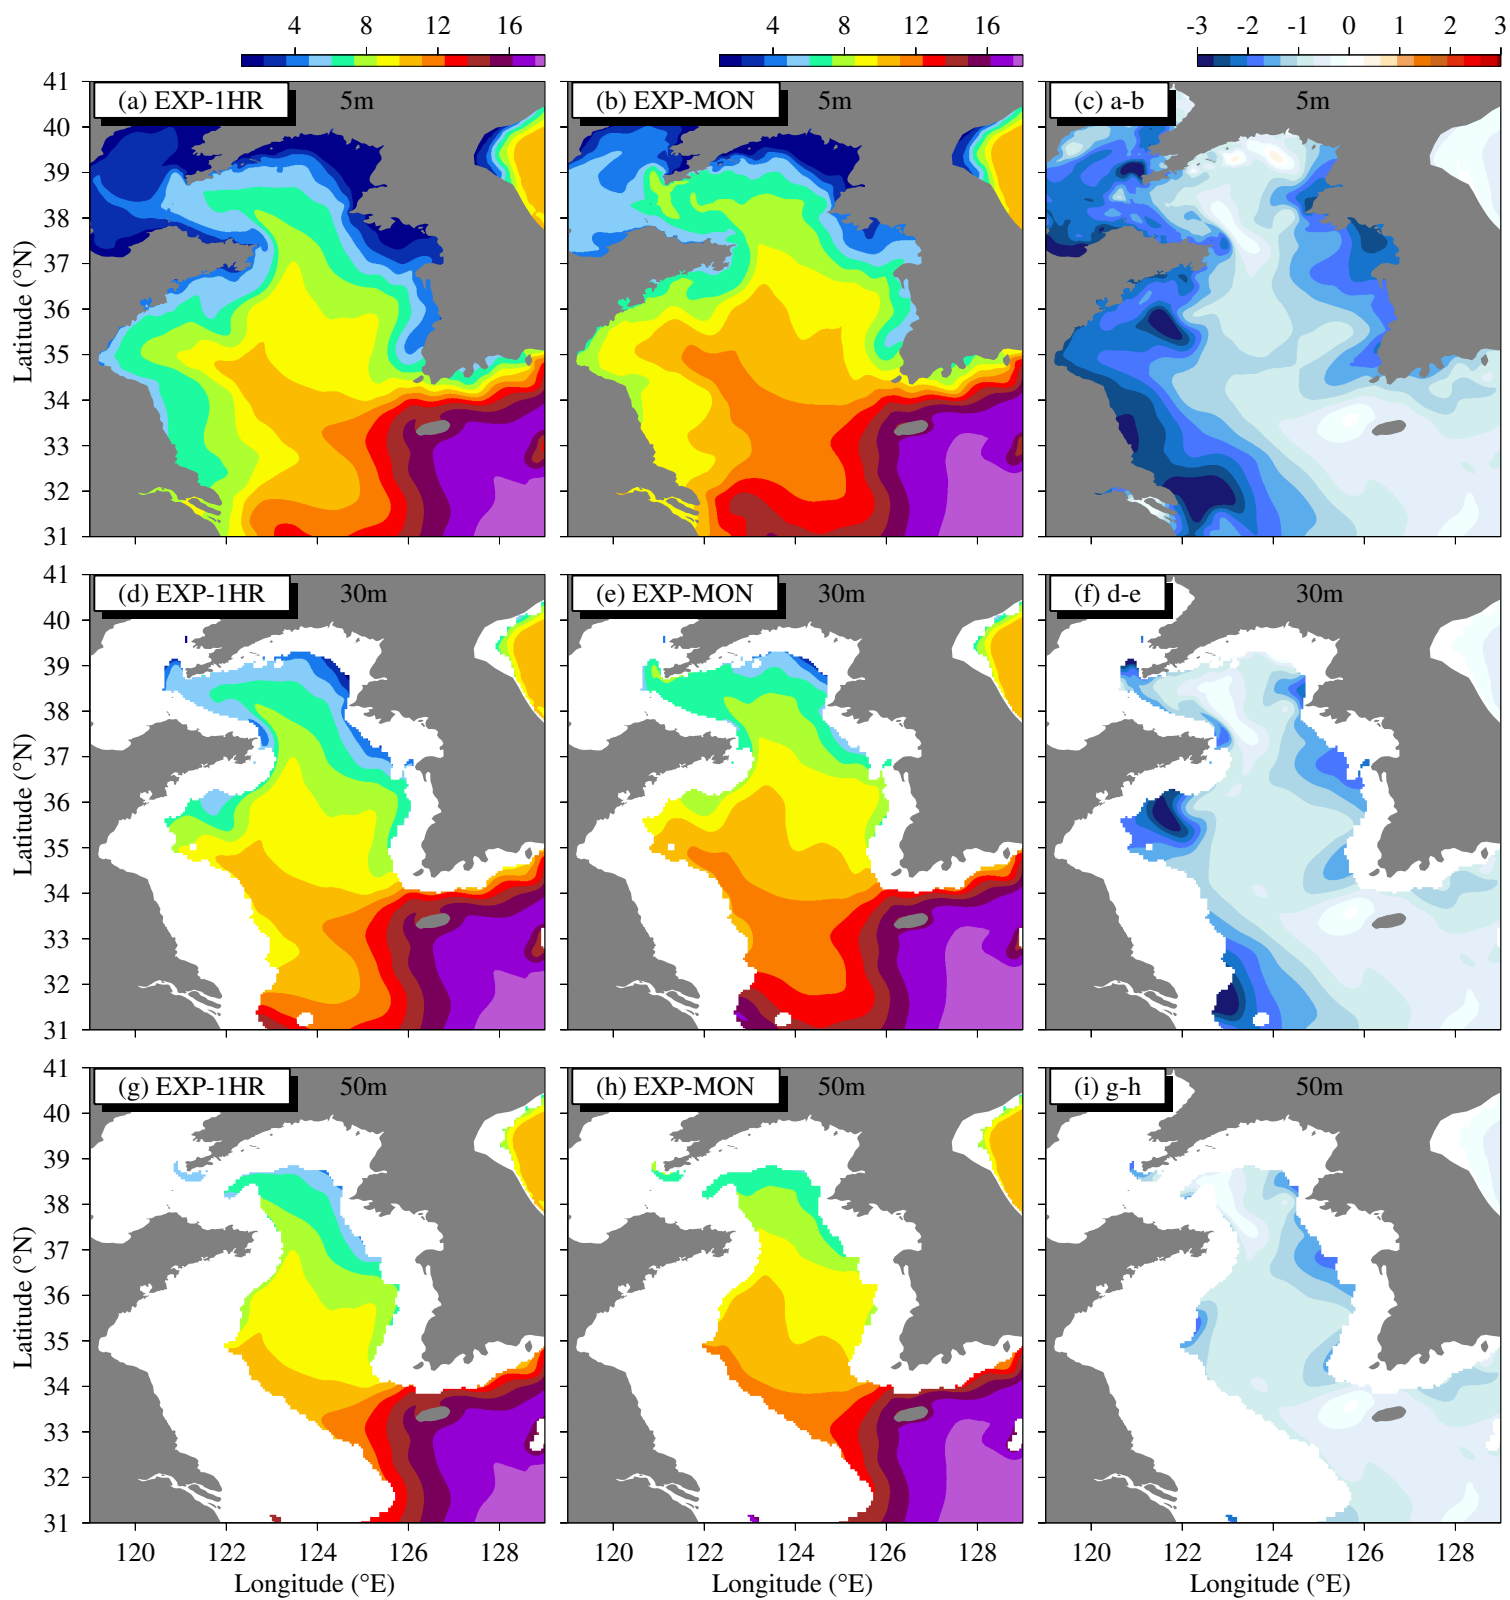 4 8 12 16
4 8 12 16
-3 -2 -1 0 1 2 3
(a) EXP-1HR 5m
(b) EXP-MON 5m
(c) a-b 5m
41
40
39
38
37
36
35
34
33
32
31
Latitude (°N)
(d) EXP-1HR 30m
(e) EXP-MON 30m
(f) d-e 30m
41
40
39
38
37
36
35
34
33
32
31
Latitude (°N)
(g) EXP-1HR 50m
(h) EXP-MON 50m
(i) g-h 50m
41
40
39
38
37
36
35
34
33
32
31
Latitude (°N)
120 122 124 126 128
120 122 124 126 128
120 122 124 126 128
Longitude (°E)
Longitude (°E)
Longitude (°E)